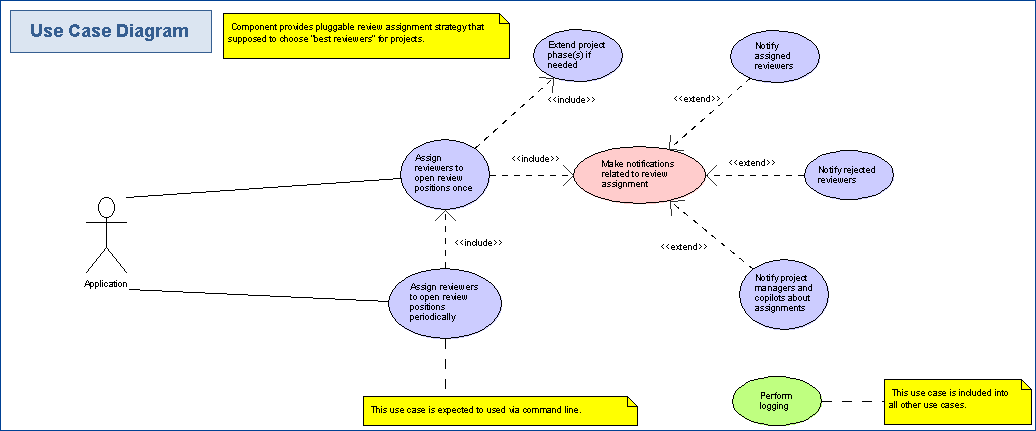 Use Case Diagram
Component provides pluggable review assignment strategy that
supposed to choose "best reviewers" for projects.
Extend project
phase(s) if
needed
Notify
assigned
reviewers
<<include>>
<<extend>>
Assign
reviewers to
open review
positions once
<<include>>
Make notifications
related to review
assignment
<<extend>>
Notify rejected
reviewers
<<include>>
<<extend>>
Application
Assign reviewers
to open review
positions
periodically
Notify project
managers and
copilots about
assignments
This use case is expected to used via command line.
Perform
logging
This use case is included into
all other use cases.